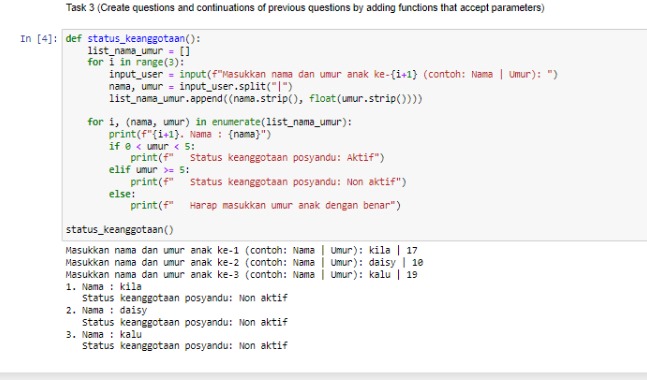 Task 3 (Create questions and continuations of previous questions by adding functions that accept parameters)
In [4]: def status_keanggotaan():
list_nama_umur = []
for i in range(3):
input_user = input(f"Masukkan nama dan umur anak ke-{i+1} (contoh: Nama | Umur): ")
nama, umur = input_user.split("|")
list_nama_umur.append((nama.strip(), float(umur.strip())))
for i, (nama, umur) in enumerate(list_nama_umur):
print(f"{i+1}. Nama : {nama}")
if 0 < umur < 5:
print(f"   Status keanggotaan posyandu: Aktif")
elif umur >= 5:
print(f"   Status keanggotaan posyandu: Non aktif")
else:
print(f"   Harap masukkan umur anak dengan benar")
status_keanggotaan()
Masukkan nama dan umur anak ke-1 (contoh: Nama | Umur): kila | 17
Masukkan nama dan umur anak ke-2 (contoh: Nama | Umur): daisy | 10
Masukkan nama dan umur anak ke-3 (contoh: Nama | Umur): kalu | 19
1. Nama : kila
Status keanggotaan posyandu: Non aktif
2. Nama : daisy
Status keanggotaan posyandu: Non aktif
3. Nama : kalu
Status keanggotaan posyandu: Non aktif